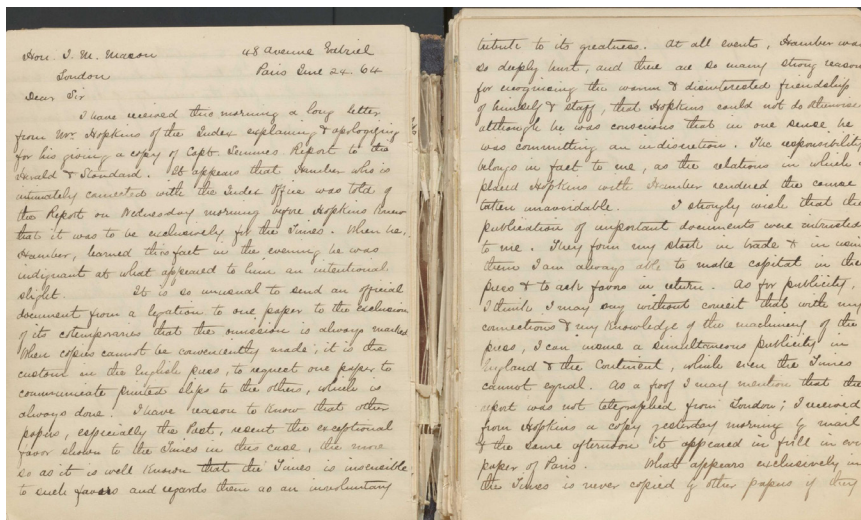 Hon. J. M. Mason 48 Avenue Gabriel
London Paris June 24. 64
Dear Sir
I have received this morning a long letter
from Mr. Hopkins of the Index explaining & apologizing
for his giving a copy of Capt. Semmes Report to the
Herald & Standard. It appears that Hamber who is
intimately connected with the Index office was told of
the Report on Wednesday morning before Hopkins knew
that it was to be exclusively for the Times. When he,
Hamber, learned this fact in the evening he was
indignant at what appeared to him an intentional
slight. It is so unusual to send an official
document from a legation to one paper to the exclusion
of its cotemporaries that the omission is always marked
When copies cannot be conveniently made, it is the
custom in the English press, to request one paper to
communicate printed slips to the others, which is
always done. I have reason to know that other
papers, especially the Post, resent the exceptional
favor shown to the Times in this case, the more
so as it is well known that the Times is insensible
to such favors and regards them as an involuntary
tribute to its greatness. At all events, Hamber was
so deeply hurt, and there are so many strong reasons
for recognizing the warm & disinterested friendship
of himself & staff, that Hopkins could not do otherwise
although he was conscious that in one sense he
was committing an indiscretion. The responsibility
belongs in fact to me, as the relations in which I
placed Hopkins with Hamber rendered the course
taken unavoidable. I strongly wish that the
publication of important documents were intrusted
to me. They form my stock in trade & in using
them I am always able to make capital in the
press & to ask favors in return. As for publicity,
I think I may say without conceit that with my
connections & my knowledge of the machinery of the
press, I can insure a simultaneous publicity in
England & the Continent, which even the Times
cannot equal. As a proof I may mention that the
report was not telegraphed from London; I received
from Hopkins a copy yesterday morning by mail
& the same afternoon it appeared in full in our
paper of Paris. What appears exclusively in
the Times is never copied by other papers if they